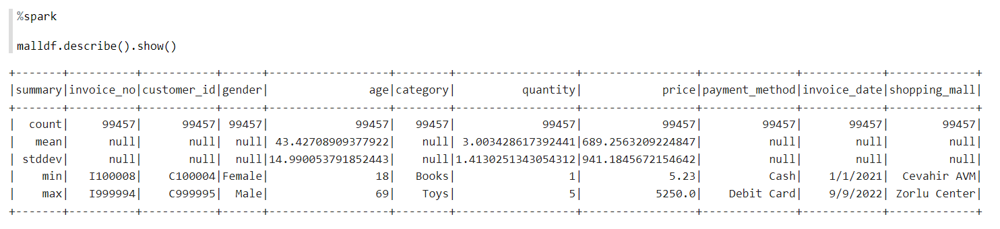 %spark
malldf.describe().show()
+-------+----------+-----------+------+------------------+--------+------------------+-----------------+--------------+------------+-------------+
|summary|invoice_no|customer_id|gender|               age|category|          quantity|            price|payment_method|invoice_date|shopping_mall|
+-------+----------+-----------+------+------------------+--------+------------------+-----------------+--------------+------------+-------------+
|  count|     99457|      99457| 99457|             99457|   99457|             99457|            99457|         99457|       99457|        99457|
|   mean|      null|       null|  null| 43.42708909377922|    null| 3.003428617392441|689.2563209224847|          null|        null|         null|
| stddev|      null|       null|  null|14.990053791852443|    null|1.4130251343054312|941.1845672154642|          null|        null|         null|
|    min|   I100008|    C100004|Female|                18|   Books|                 1|             5.23|          Cash|    1/1/2021|  Cevahir AVM|
|    max|   I999994|    C999995|  Male|                69|    Toys|                 5|           5250.0|    Debit Card|    9/9/2022| Zorlu Center|
+-------+----------+-----------+------+------------------+--------+------------------+-----------------+--------------+------------+-------------+